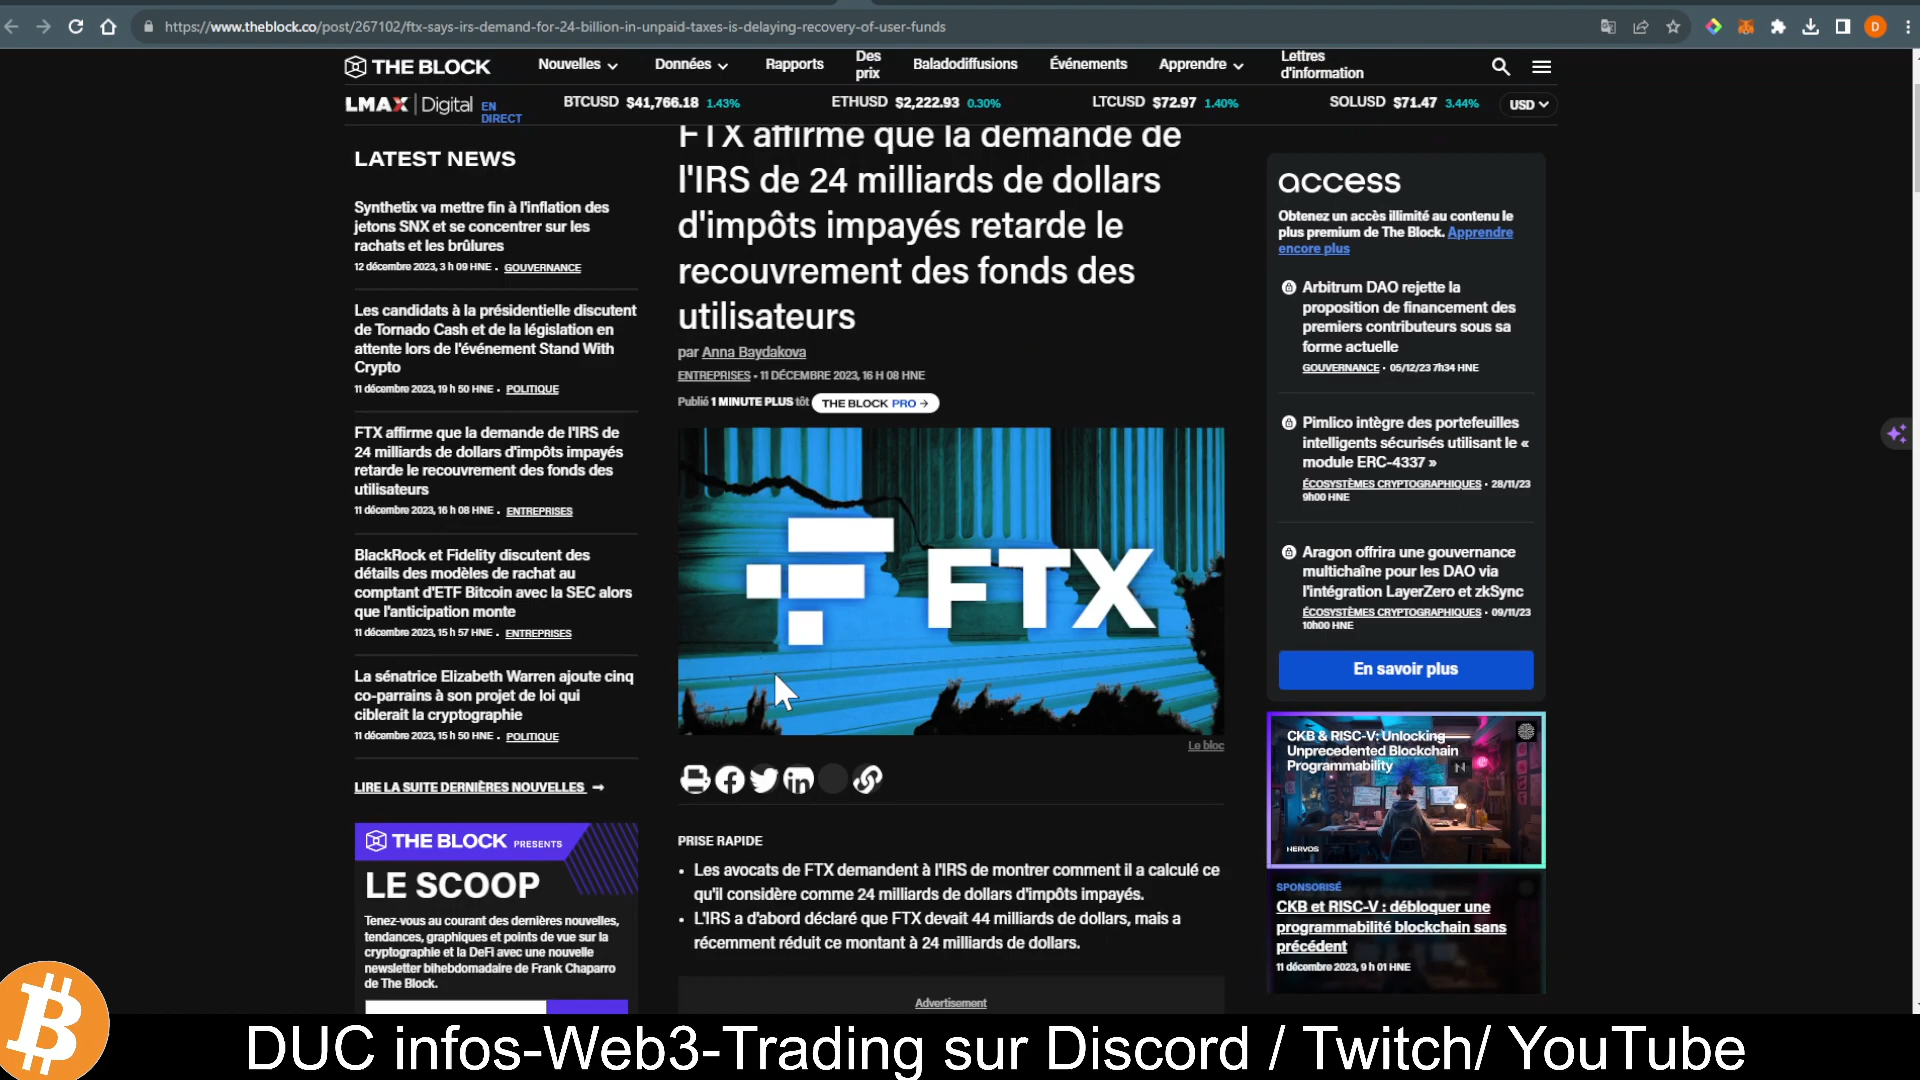 https://www.theblock.co/post/267102/ftx-says-irs-demand-for-24-billion-in-unpaid-taxes-is-delaying-recovery-of-user-funds
D
THE BLOCK
Nouvelles
Données
Rapports
Des
prix
Baladodiffusions
Événements
Apprendre
Lettres
d'information
LMAX | Digital EN
DIRECT
BTCUSD $41,766.18 1.43%
ETHUSD $2,222.93 0.30%
LTCUSD $72.97 1.40%
SOLUSD $71.47 3.44%
USD
LATEST NEWS
Synthetix va mettre fin à l'inflation des
jetons SNX et se concentrer sur les
rachats et les brûlures
12 décembre 2023, 3 h 09 HNE • GOUVERNANCE
Les candidats à la présidentielle discutent
de Tornado Cash et de la législation en
attente lors de l'événement Stand With
Crypto
11 décembre 2023, 19 h 50 HNE • POLITIQUE
FTX affirme que la demande de l'IRS de
24 milliards de dollars d'impôts impayés
retarde le recouvrement des fonds des
utilisateurs
11 décembre 2023, 16 h 08 HNE • ENTREPRISES
BlackRock et Fidelity discutent des
détails des modèles de rachat au
comptant d'ETF Bitcoin avec la SEC alors
que l'anticipation monte
11 décembre 2023, 15 h 57 HNE • ENTREPRISES
La sénatrice Elizabeth Warren ajoute cinq
co-parrains à son projet de loi qui
ciblerait la cryptographie
11 décembre 2023, 15 h 50 HNE • POLITIQUE
LIRE LA SUITE DERNIÈRES NOUVELLES →
THE BLOCK PRESENTS
LE SCOOP
Tenez-vous au courant des dernières nouvelles,
tendances, graphiques et points de vue sur la
cryptographie et la DeFi avec une nouvelle
newsletter bihebdomadaire de Frank Chaparro
de The Block.
FTX affirme que la demande de
l'IRS de 24 milliards de dollars
d'impôts impayés retarde le
recouvrement des fonds des
utilisateurs
par Anna Baydakova
ENTREPRISES • 11 DÉCEMBRE 2023, 16 H 08 HNE
Publié 1 MINUTE PLUS tôt THE BLOCK PRO →
FTX
Le bloc
PRISE RAPIDE
• Les avocats de FTX demandent à l'IRS de montrer comment il a calculé ce
qu'il considère comme 24 milliards de dollars d'impôts impayés.
• L'IRS a d'abord déclaré que FTX devait 44 milliards de dollars, mais a
récemment réduit ce montant à 24 milliards de dollars.
Advertisement
access
Obtenez un accès illimité au contenu le
plus premium de The Block. Apprendre
encore plus
Arbitrum DAO rejette la
proposition de financement des
premiers contributeurs sous sa
forme actuelle
GOUVERNANCE • 05/12/23 7h34 HNE
Pimlico intègre des portefeuilles
intelligents sécurisés utilisant le «
module ERC-4337 »
ÉCOSYSTÈMES CRYPTOGRAPHIQUES • 28/11/23
9h00 HNE
Aragon offrira une gouvernance
multichaîne pour les DAO via
l'intégration LayerZero et zkSync
ÉCOSYSTÈMES CRYPTOGRAPHIQUES • 09/11/23
10h00 HNE
En savoir plus
CKB & RISC-V: Unlocking
Unprecedented Blockchain
Programmability
HERVOS
SPONSORISÉ
CKB et RISC-V : débloquer une
programmabilité blockchain sans
précédent
11 décembre 2023, 9 h 01 HNE
DUC infos-Web3-Trading sur Discord / Twitch/ YouTube